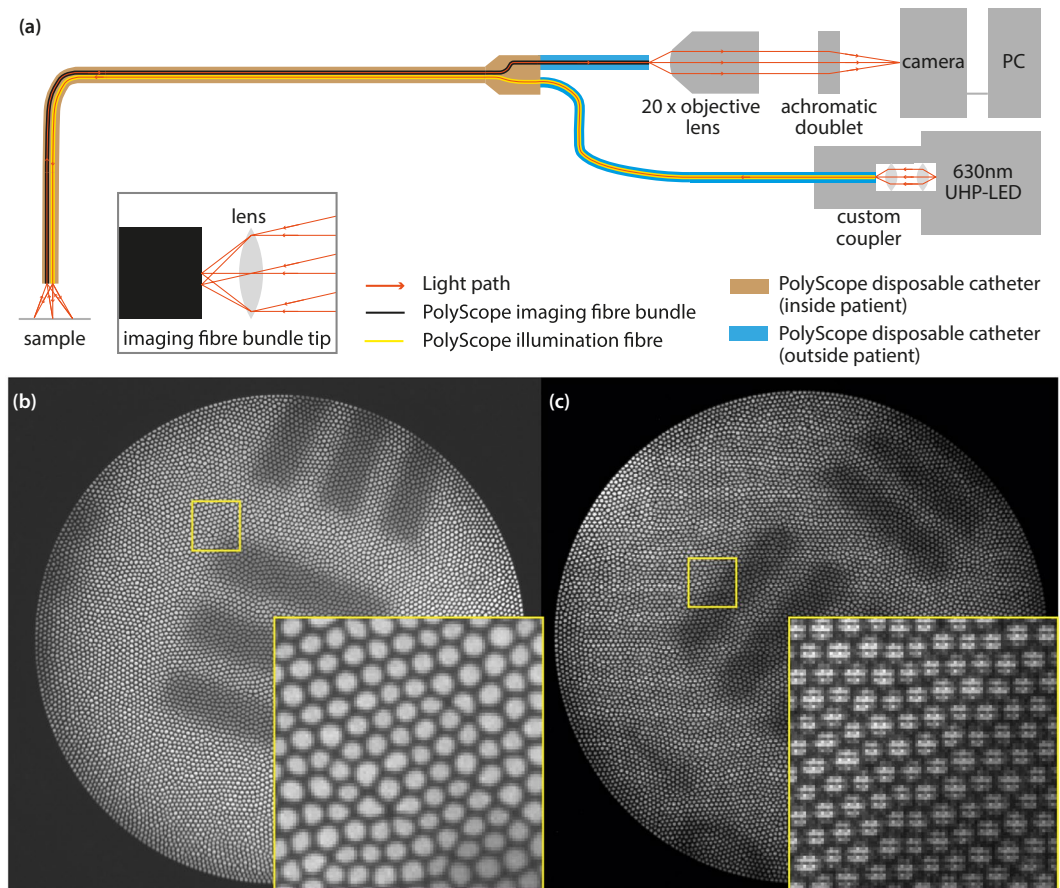 (a)
camera
PC
20 x objective
lens
achromatic
doublet
630nm
UHP-LED
custom
coupler
lens
imaging fibre bundle tip
sample
Light path
PolyScope imaging fibre bundle
PolyScope illumination fibre
PolyScope disposable catheter
(inside patient)
PolyScope disposable catheter
(outside patient)
(b)
(c)